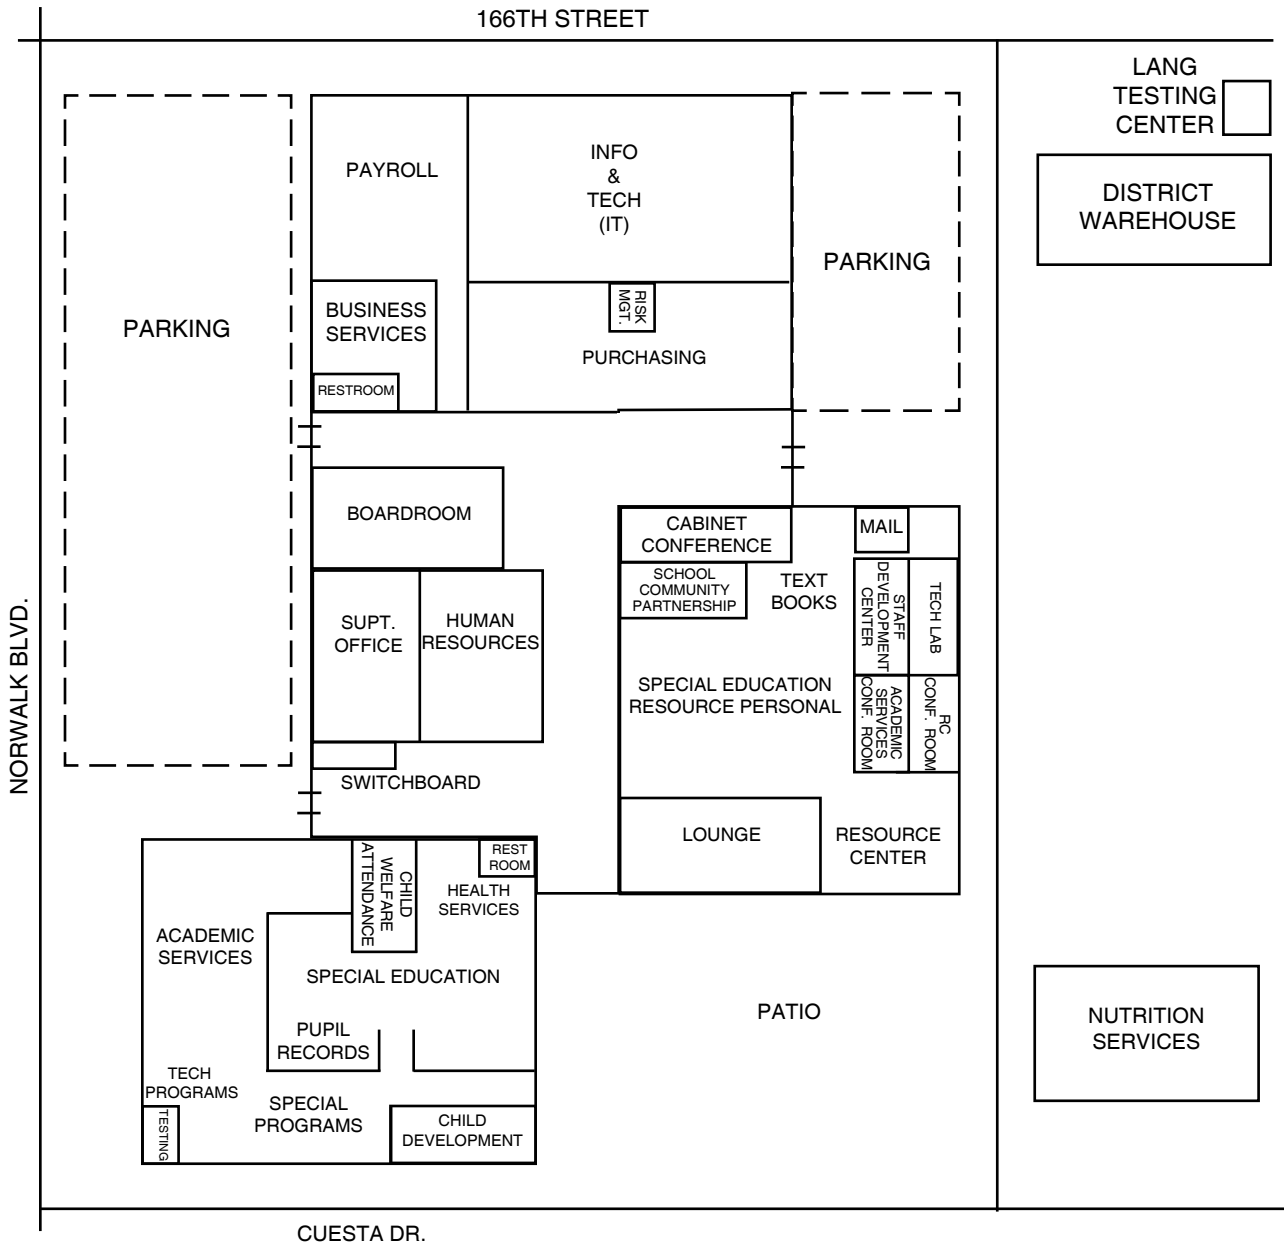 166TH STREET
LANG
TESTING
CENTER
DISTRICT
WAREHOUSE
PAYROLL
INFO
&
TECH
(IT)
PARKING
PARKING
BUSINESS
SERVICES
RISK
MGT.
PURCHASING
RESTROOM
BOARDROOM
CABINET
CONFERENCE
MAIL
SCHOOL
COMMUNITY
PARTNERSHIP
TEXT
BOOKS
STAFF
DEVELOPMENT
CENTER
TECH LAB
SUPT.
OFFICE
HUMAN
RESOURCES
SPECIAL EDUCATION
RESOURCE PERSONAL
ACADEMIC
SERVICES
CONF. ROOM
RC
CONF. ROOM
NORWALK BLVD.
SWITCHBOARD
LOUNGE
RESOURCE
CENTER
CHILD
WELFARE
ATTENDANCE
REST
ROOM
HEALTH
SERVICES
ACADEMIC
SERVICES
SPECIAL EDUCATION
PATIO
NUTRITION
SERVICES
PUPIL
RECORDS
TECH
PROGRAMS
SPECIAL
PROGRAMS
TESTING
CHILD
DEVELOPMENT
CUESTA DR.